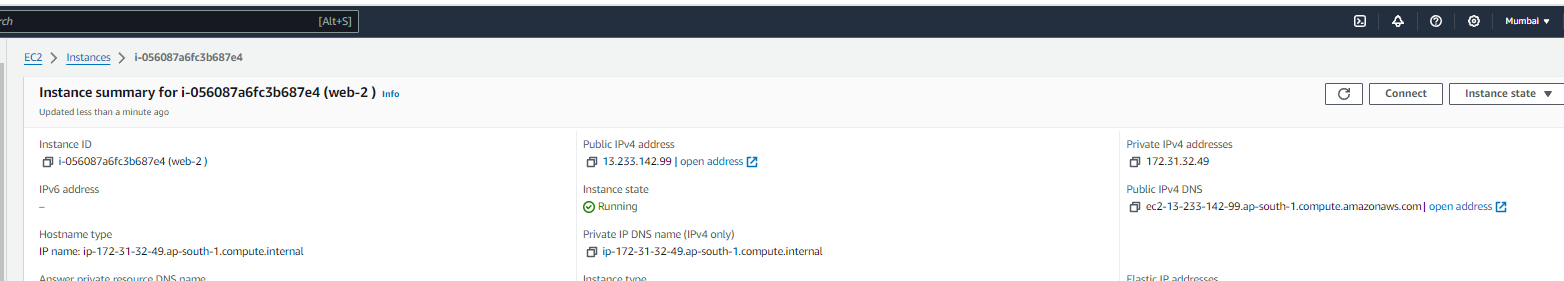 rch [Alt+S] Mumbai
EC2 Instances i-056087a6fc3b687e4
Instance summary for i-056087a6fc3b687e4 (web-2 ) Info
Connect
Instance state
Updated less than a minute ago
Instance ID
i-056087a6fc3b687e4 (web-2 )
Public IPv4 address
13.233.142.99 | open address
Private IPv4 addresses
172.31.32.49
IPv6 address
–
Instance state
Running
Public IPv4 DNS
ec2-13-233-142-99.ap-south-1.compute.amazonaws.com | open address
Hostname type
IP name: ip-172-31-32-49.ap-south-1.compute.internal
Private IP DNS name (IPv4 only)
ip-172-31-32-49.ap-south-1.compute.internal
Answer private resource DNS name
Instance type
Elastic IP addresses